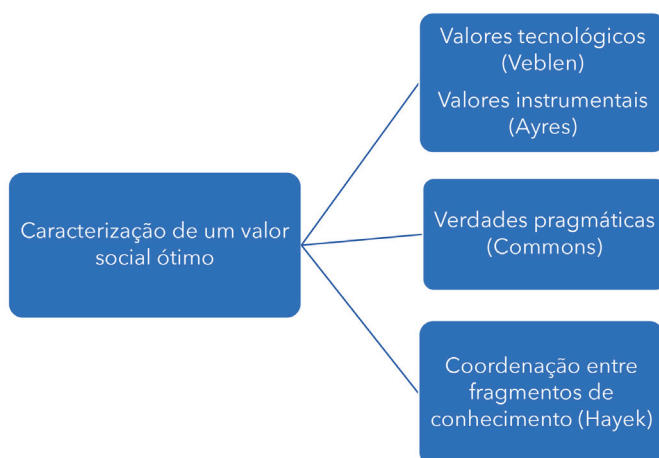 Caracterização de um valor
social ótimo
Valores tecnológicos
(Veblen)
Valores instrumentais
(Ayres)
Verdades pragmáticas
(Commons)
Coordenação entre
fragmentos de
conhecimento (Hayek)